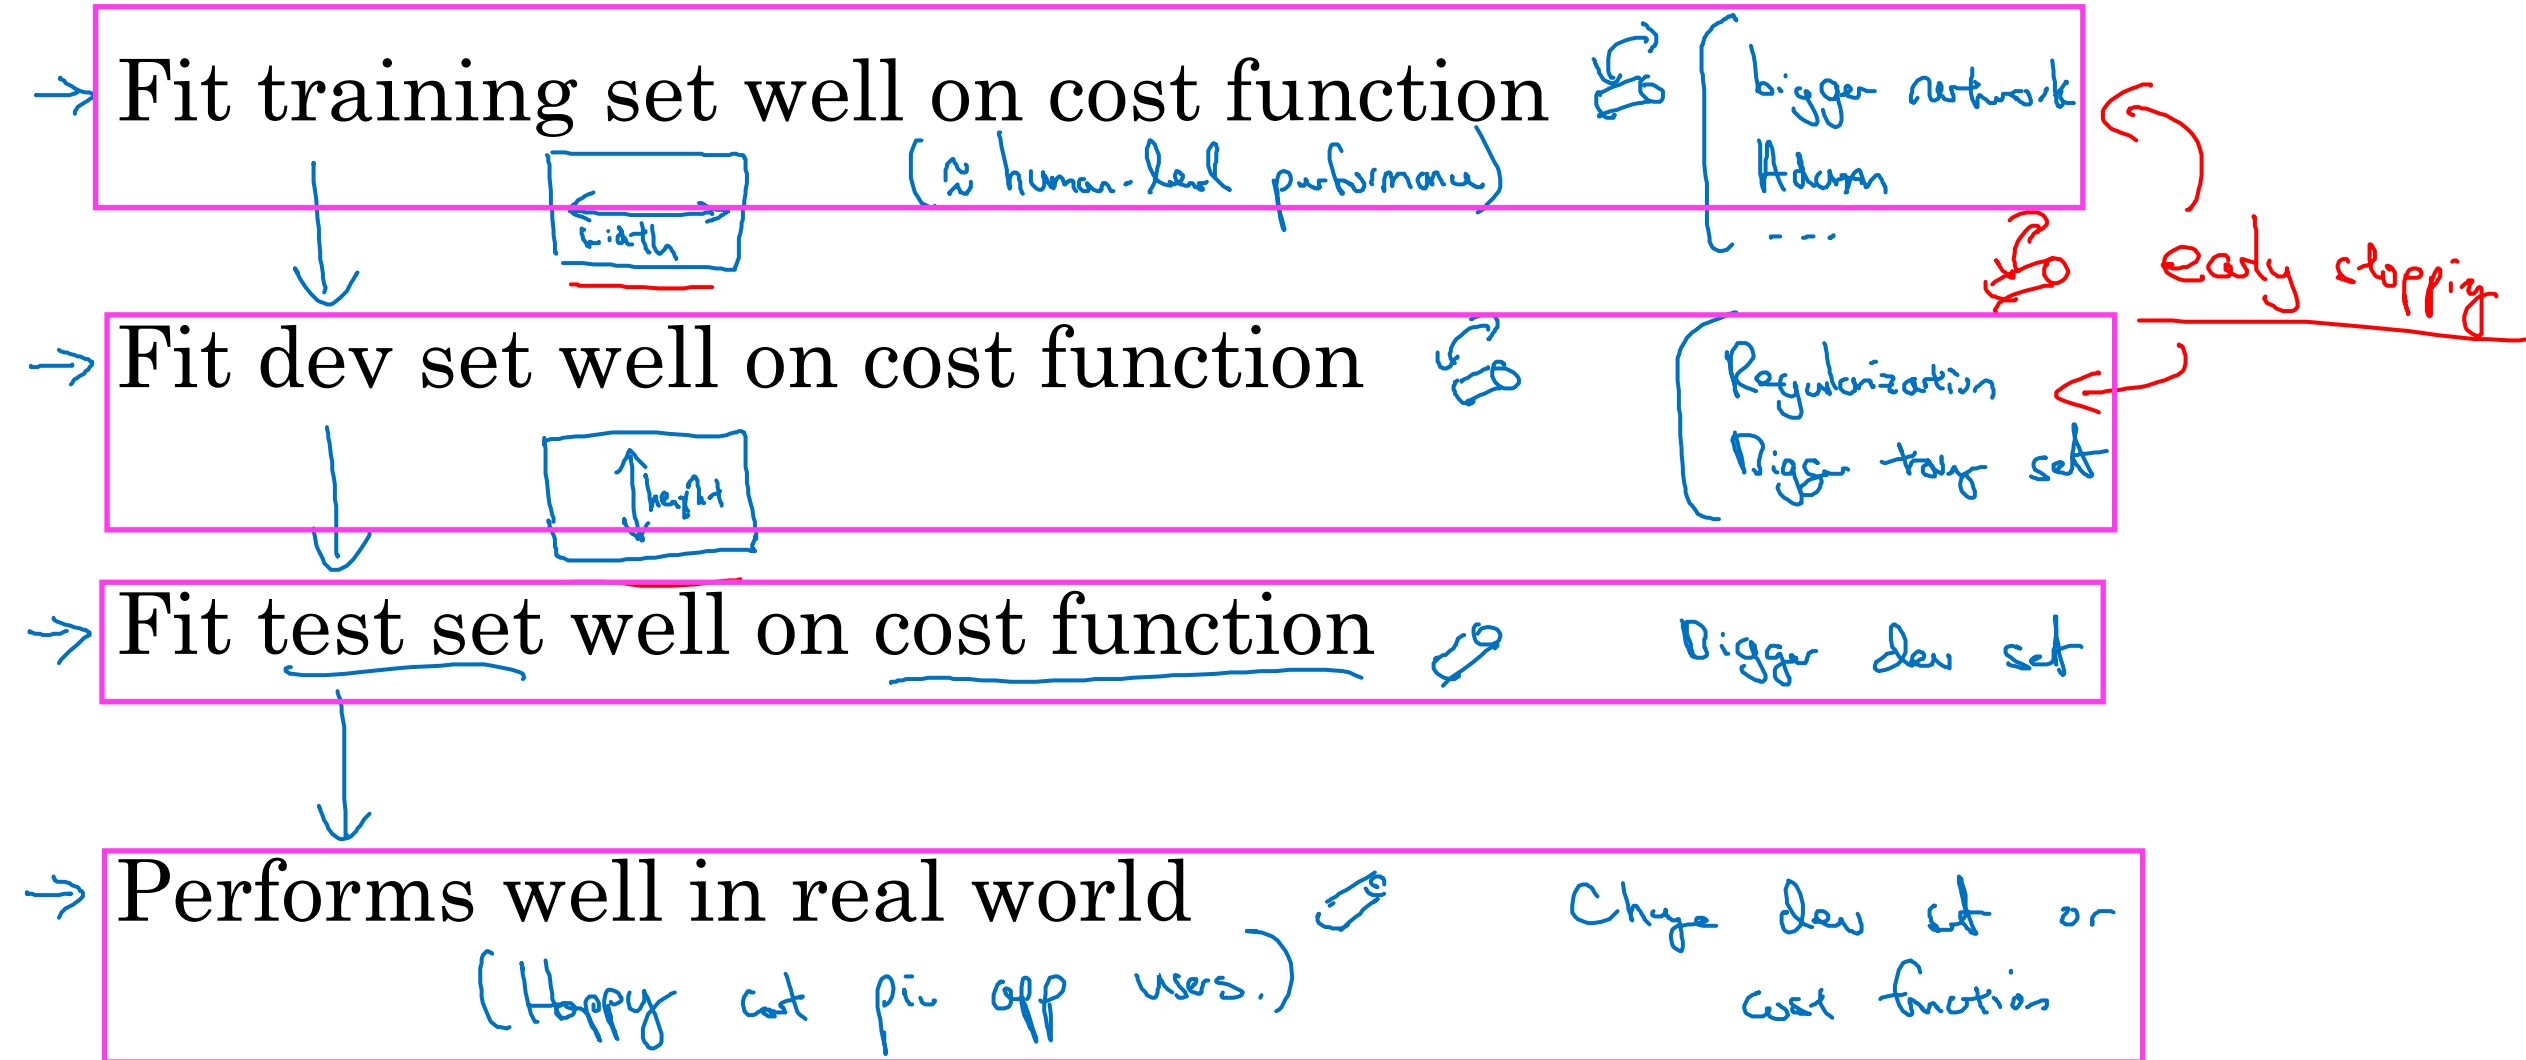 Fit training set well on cost function
bigger network
(≈ human-level performance)
Adam
...
width
early stopping
Fit dev set well on cost function
Regularization
Bigger set
height
Fit test set well on cost function
Bigger dev set
Performs well in real world
Change dev set or
(Happy cat pic app users.)
cost function